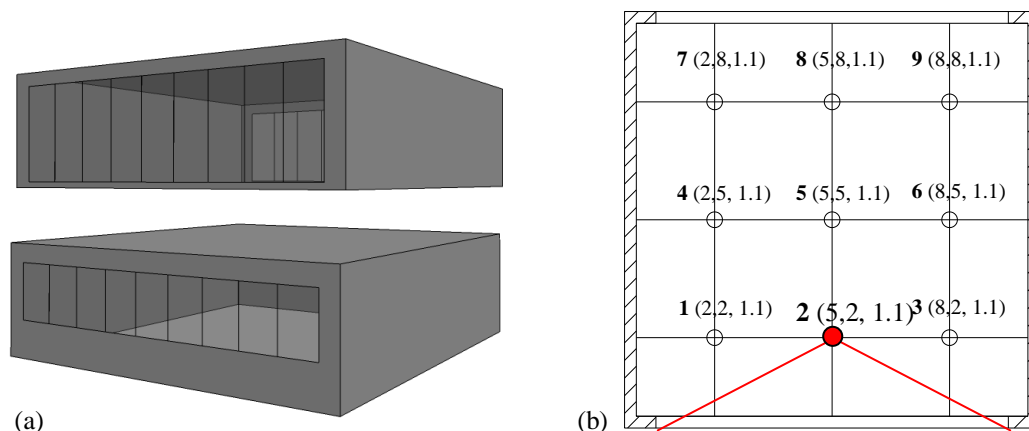 7 (2,8,1.1) 8 (5,8,1.1) 9 (8,8,1.1)
4 (2,5, 1.1) 5 (5,5, 1.1) 6 (8,5, 1.1)
1 (2,2, 1.1) 2 (5,2, 1.1) 3 (8,2, 1.1)
(a) (b)